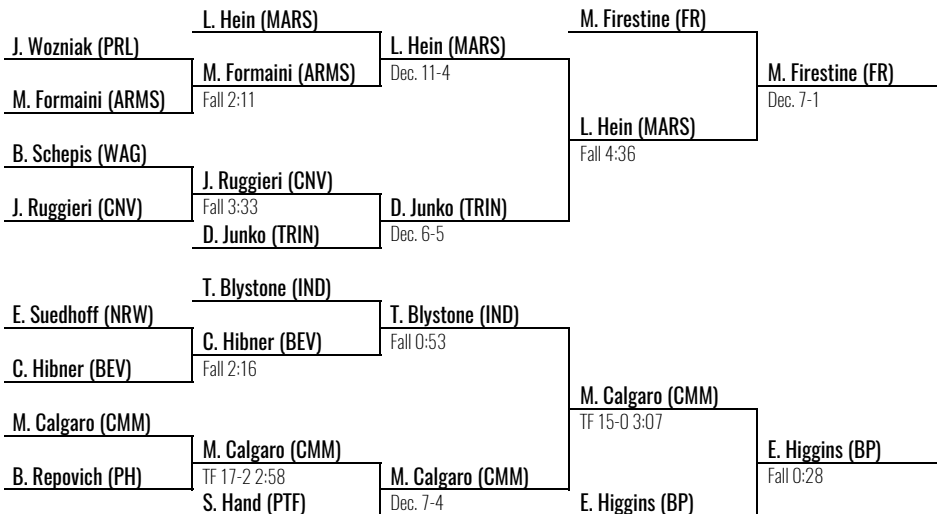 L. Hein (MARS)
M. Firestine (FR)
J. Wozniak (PRL)
L. Hein (MARS)
M. Formaini (ARMS)
Dec. 11-4
M. Firestine (FR)
M. Formaini (ARMS)
Fall 2:11
Dec. 7-1
L. Hein (MARS)
B. Schepis (WAG)
Fall 4:36
J. Ruggieri (CNV)
J. Ruggieri (CNV)
Fall 3:33
D. Junko (TRIN)
D. Junko (TRIN)
Dec. 6-5
T. Blystone (IND)
E. Suedhoff (NRW)
T. Blystone (IND)
C. Hibner (BEV)
Fall 0:53
C. Hibner (BEV)
Fall 2:16
M. Calgaro (CMM)
M. Calgaro (CMM)
TF 15-0 3:07
M. Calgaro (CMM)
E. Higgins (BP)
B. Repovich (PH)
TF 17-2 2:58
M. Calgaro (CMM)
Fall 0:28
S. Hand (PTF)
Dec. 7-4
E. Higgins (BP)